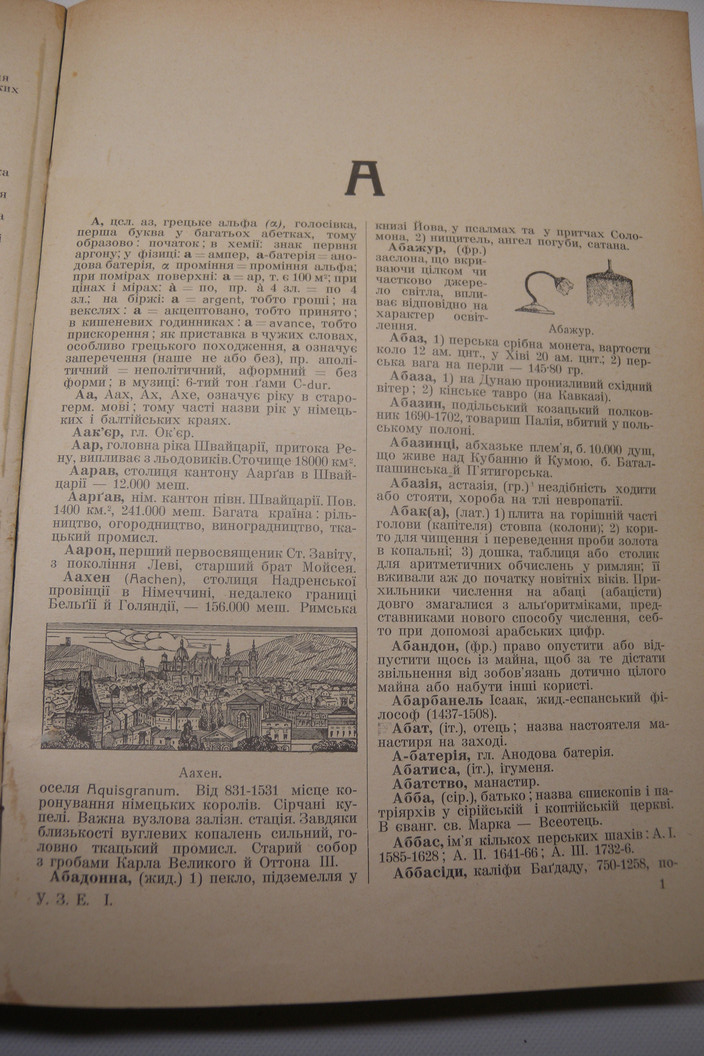 ія
ких
ка
ня
на
ні
А
А, цсл. аз, грецьке альфа (α), голосівка,
перша буква у багатьох абетках, тому
образово: початок; в хемії: знак первня
аргону; у фізиці: а = ампер, а-батерія = ано-
дова батерія, α проміння = проміння альфа;
при помірах поверхні: а = ар, т. є 100 м²; при
цінах і мірах: à = по, пр. à 4 зл. = по 4
зл.; на біржі: а = argent, тобто гроші; на
векслях: а = акцептовано, тобто принято;
в кишеневих годинниках: а = avance, тобто
прискорення; як приставка в чужих словах,
особливо грецького походження, а означує
заперечення (наше не або без), пр. аполі-
тичний = неполітичний, аформний = без
форми; в музиці: 6-тий тон ґами C-dur.
Аа, Аах, Ах, Ахе, означує ріку в старо-
герм. мові; тому часті назви рік у німець-
ких і балтійських краях.
Аак'єр, гл. Ок'єр.
Аар, головна ріка Швайцарії, притока Ре-
ну, випливає з льодовиків. Сточище 18000 км².
Аарав, столиця кантону Аарґав в Швай-
царії — 12.000 меш.
Аарґав, нім. кантон півн. Швайцарії. Пов.
1400 км.², 241.000 меш. Багата країна: ріль-
ництво, огородництво, виноградництво, тка-
цький промисл.
Аарон, перший первосвященик Ст. Завіту,
з покоління Леві, старший брат Мойсея.
Аахен (Aachen), столиця Надренської
провінції в Німеччині, недалеко границі
Бельґії й Голяндії, — 156.000 меш. Римська
Аахен.
оселя Aquisgranum. Від 831-1531 місце ко-
ронування німецьких королів. Сірчані ку-
пелі. Важна вузлова залізн. стація. Завдяки
близькості вуглевих копалень сильний, го-
ловно ткацький промисл. Старий собор
з гробами Карла Великого й Оттона III.
Абадонна, (жид.) 1) пекло, підземелля у
У. З. Е. I.
книзі Йова, у псалмах та у притчах Соло-
мона, 2) нищитель, ангел погуби, сатана.
Абажур, (фр.)
заслона, що вкри-
ваючи цілком чи
частково джере-
ло світла, впли-
ває відповідно на
характер освіт-
лення.
Абажур.
Абаз, 1) перська срібна монета, вартости
коло 12 ам. цнт., у Хіві 20 ам. цнт.; 2) пер-
ська вага на перли — 145·80 гр.
Абаза, 1) на Дунаю пронизливий східний
вітер; 2) кінське тавро (на Кавказі).
Абазин, подільський козацький полков-
ник 1690-1702, товариш Палія, вбитий у поль-
ському полоні.
Абазинці, абхазьке плем'я, б. 10.000 душ,
що живе над Кубанню й Кумою, б. Батал-
пашинська й П'ятигорська.
Абазія, астазія, (гр.) нездібність ходити
або стояти, хороба на тлі невропатії.
Абак(а), (лат.) 1) плита на горішній часті
голови (капітеля) стовпа (колони); 2) кори-
то для чищення і переведення проби золота
в копальні; 3) дошка, таблиця або столик
для аритметичних обчислень у римлян; її
вживали аж до початку новітніх віків. При-
хильники числення на абаці (абацісти)
довго змагалися з альґоритміками, пред-
ставниками нового способу числення, себ-
то при допомозі арабських цифр.
Абандон, (фр.) право опустити або від-
пустити щось із майна, щоб за те дістати
звільнення від зобов'язань дотично цілого
майна або набути інші користі.
Абарбанель Ісаак, жид.-еспанський фі-
лософ (1437-1508).
Абат, (іт.), отець; назва настоятеля ма-
настиря на заході.
А-батерія, гл. Анодова батерія.
Абатиса, (іт.), ігуменя.
Абатство, манастир.
Абба, (сір.), батько; назва єпископів і па-
тріярхів у сірійській і коптійській церкві.
В єванг. св. Марка — Всеотець.
Аббас, ім'я кількох перських шахів: А. I.
1585-1628; А. II. 1641-66; А. III. 1732-6.
Аббасіди, каліфи Баґдаду, 750-1258, по-
1